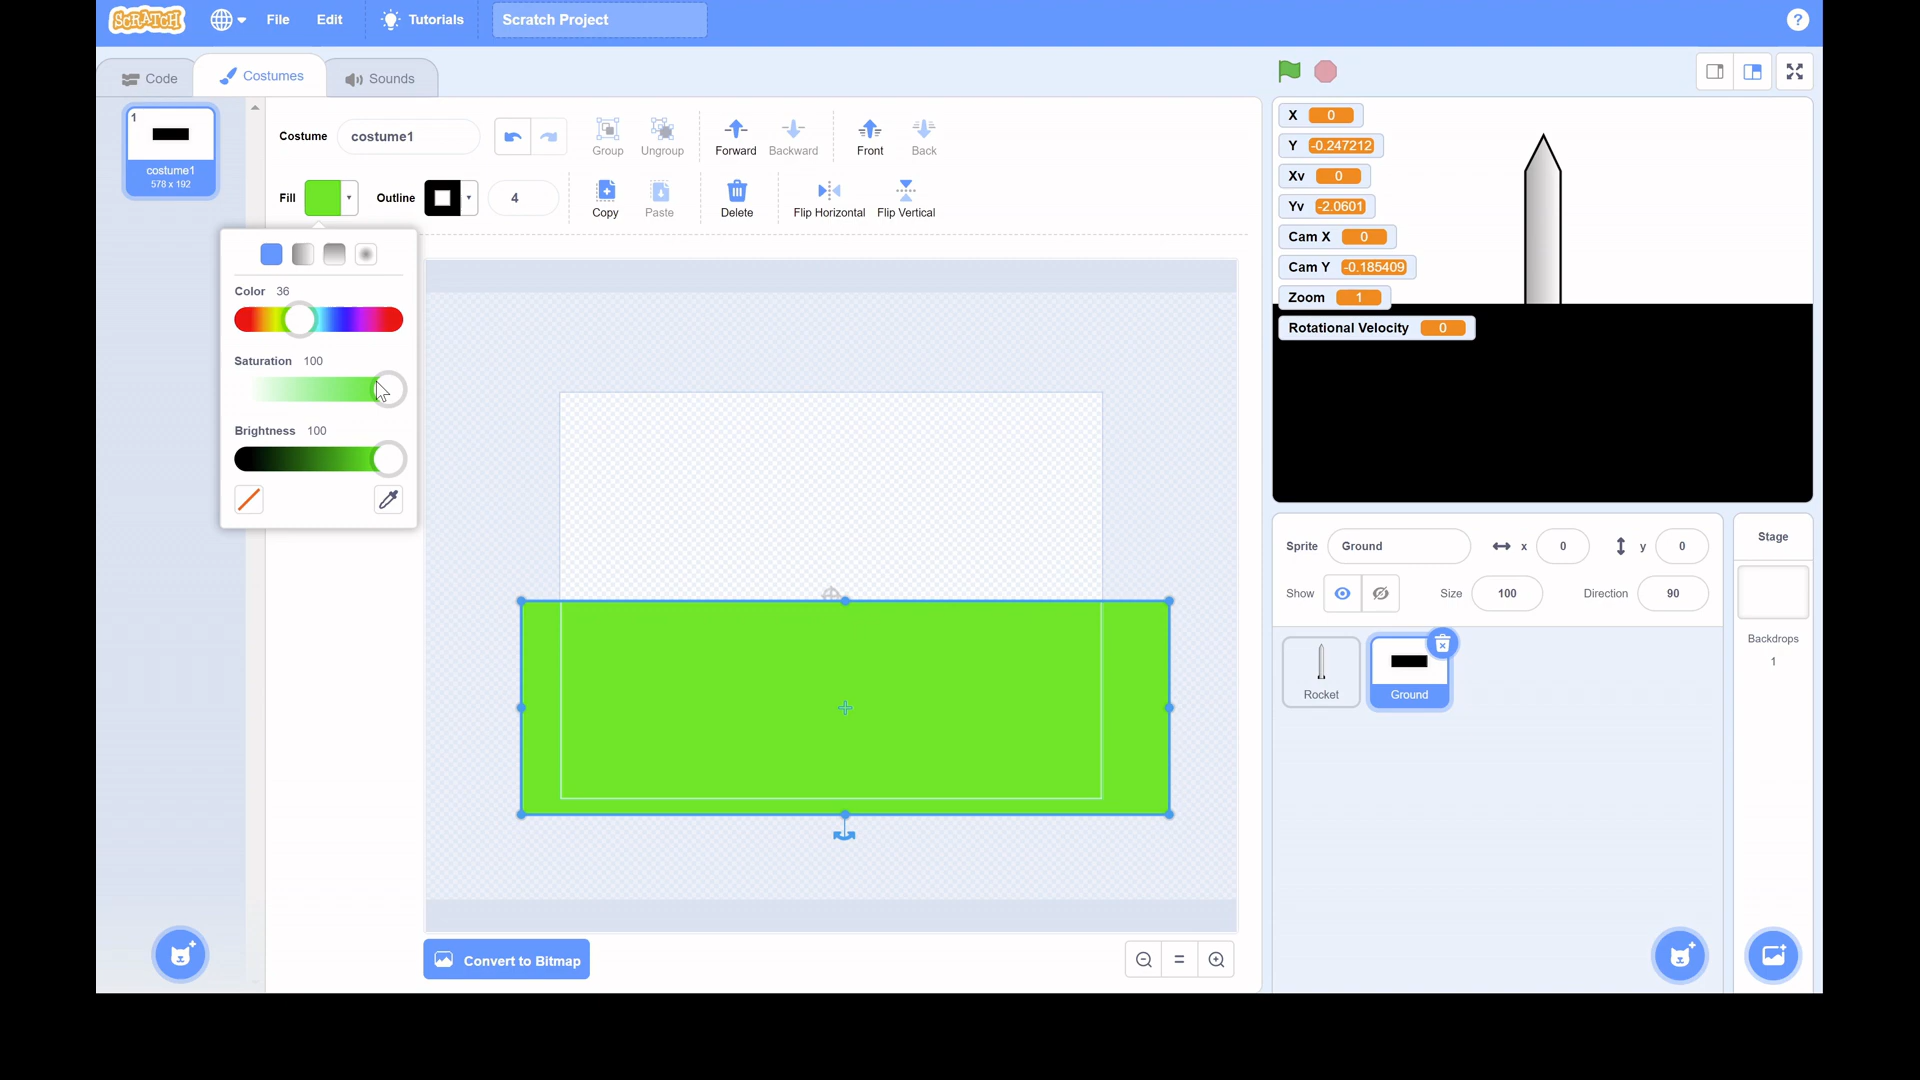 SCRATCH
File
Edit
Tutorials
Scratch Project
?
Code
Costumes
Sounds
1
costume1
578 x 192
Costume
costume1
Group
Ungroup
Forward
Backward
Front
Back
Fill
Outline
4
Copy
Paste
Delete
Flip Horizontal
Flip Vertical
Color 36
Saturation 100
Brightness 100
Convert to Bitmap
X 0
Y -0.247212
Xv 0
Yv -2.0601
Cam X 0
Cam Y -0.185409
Zoom 1
Rotational Velocity 0
Sprite Ground x 0 y 0
Show Size 100 Direction 90
Rocket
Ground
Stage
Backdrops
1